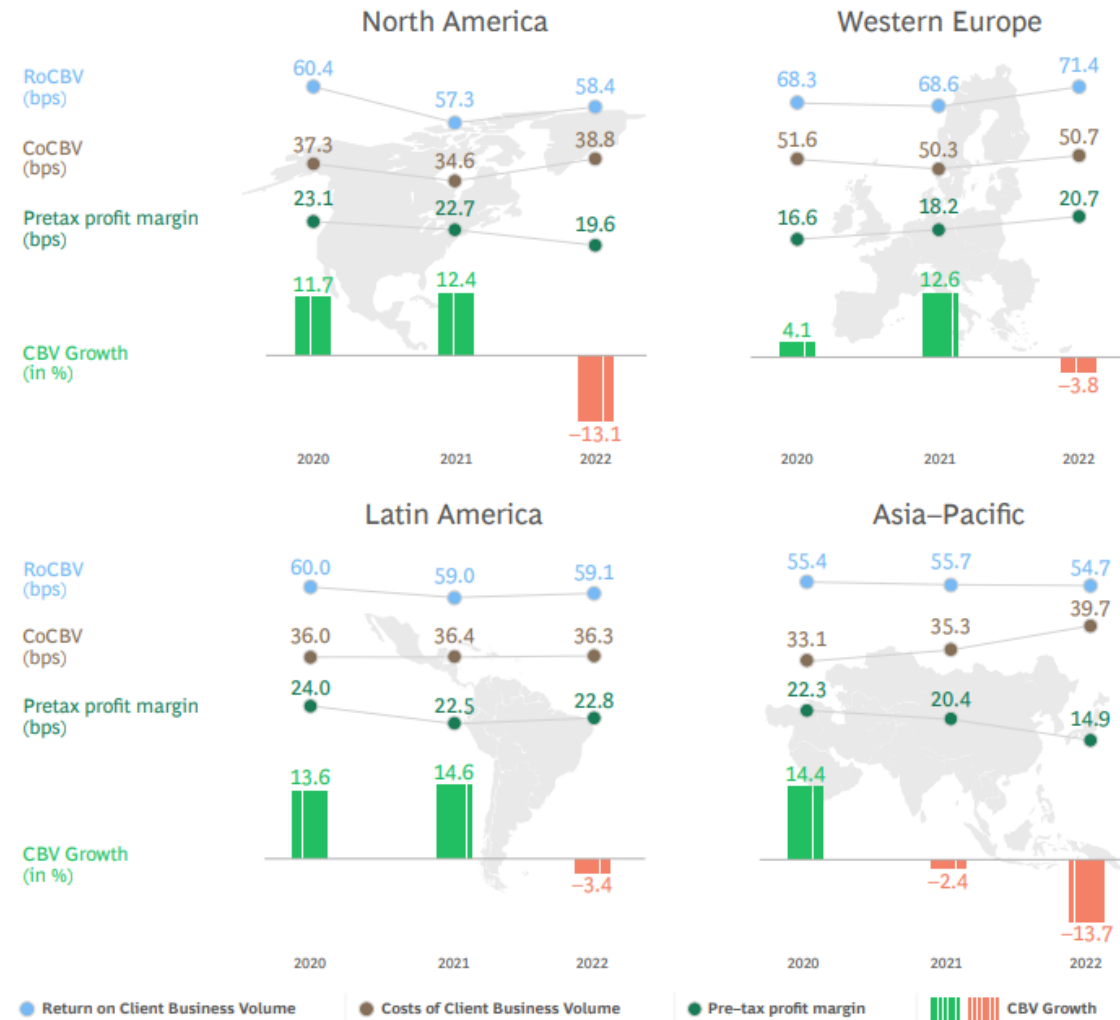 North America
Western Europe
RoCBV
(bps)
60.4
57.3
58.4
68.3
68.6
71.4
CoCBV
(bps)
37.3
34.6
38.8
51.6
50.3
50.7
Pretax profit margin
(bps)
23.1
22.7
19.6
16.6
18.2
20.7
CBV Growth
(in %)
11.7
12.4
–13.1
4.1
12.6
–3.8
2020
2021
2022
2020
2021
2022
Latin America
Asia–Pacific
RoCBV
(bps)
60.0
59.0
59.1
55.4
55.7
54.7
CoCBV
(bps)
36.0
36.4
36.3
33.1
35.3
39.7
Pretax profit margin
(bps)
24.0
22.5
22.8
22.3
20.4
14.9
CBV Growth
(in %)
13.6
14.6
–3.4
14.4
–2.4
–13.7
2020
2021
2022
2020
2021
2022
Return on Client Business Volume
Costs of Client Business Volume
Pre–tax profit margin
CBV Growth